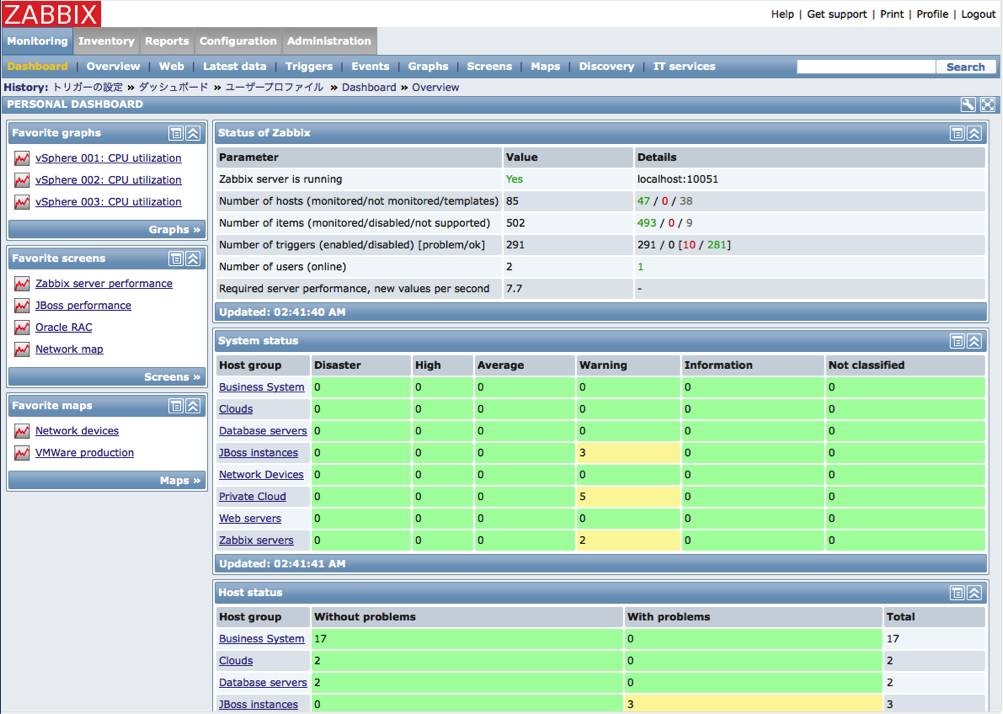 ZABBIX
Help | Get support | Print | Profile | Logout
Monitoring Inventory Reports Configuration Administration
Dashboard | Overview | Web | Latest data | Triggers | Events | Graphs | Screens | Maps | Discovery | IT services Search
History: トリガーの設定 » ダッシュボード » ユーザープロファイル » Dashboard » Overview
PERSONAL DASHBOARD
Favorite graphs
vSphere 001: CPU utilization
vSphere 002: CPU utilization
vSphere 003: CPU utilization
Graphs »
Favorite screens
Zabbix server performance
JBoss performance
Oracle RAC
Network map
Screens »
Favorite maps
Network devices
VMWare production
Maps »
Status of Zabbix
Parameter Value Details
Zabbix server is running Yes localhost:10051
Number of hosts (monitored/not monitored/templates) 85 47 / 0 / 38
Number of items (monitored/disabled/not supported) 502 493 / 0 / 9
Number of triggers (enabled/disabled) [problem/ok] 291 291 / 0 [10 / 281]
Number of users (online) 2 1
Required server performance, new values per second 7.7 -
Updated: 02:41:40 AM
System status
Host group Disaster High Average Warning Information Not classified
Business System 0 0 0 0 0 0
Clouds 0 0 0 0 0 0
Database servers 0 0 0 0 0 0
JBoss instances 0 0 0 3 0 0
Network Devices 0 0 0 0 0 0
Private Cloud 0 0 0 5 0 0
Web servers 0 0 0 0 0 0
Zabbix servers 0 0 0 2 0 0
Updated: 02:41:41 AM
Host status
Host group Without problems With problems Total
Business System 17 0 17
Clouds 2 0 2
Database servers 2 0 2
JBoss instances 0 3 3